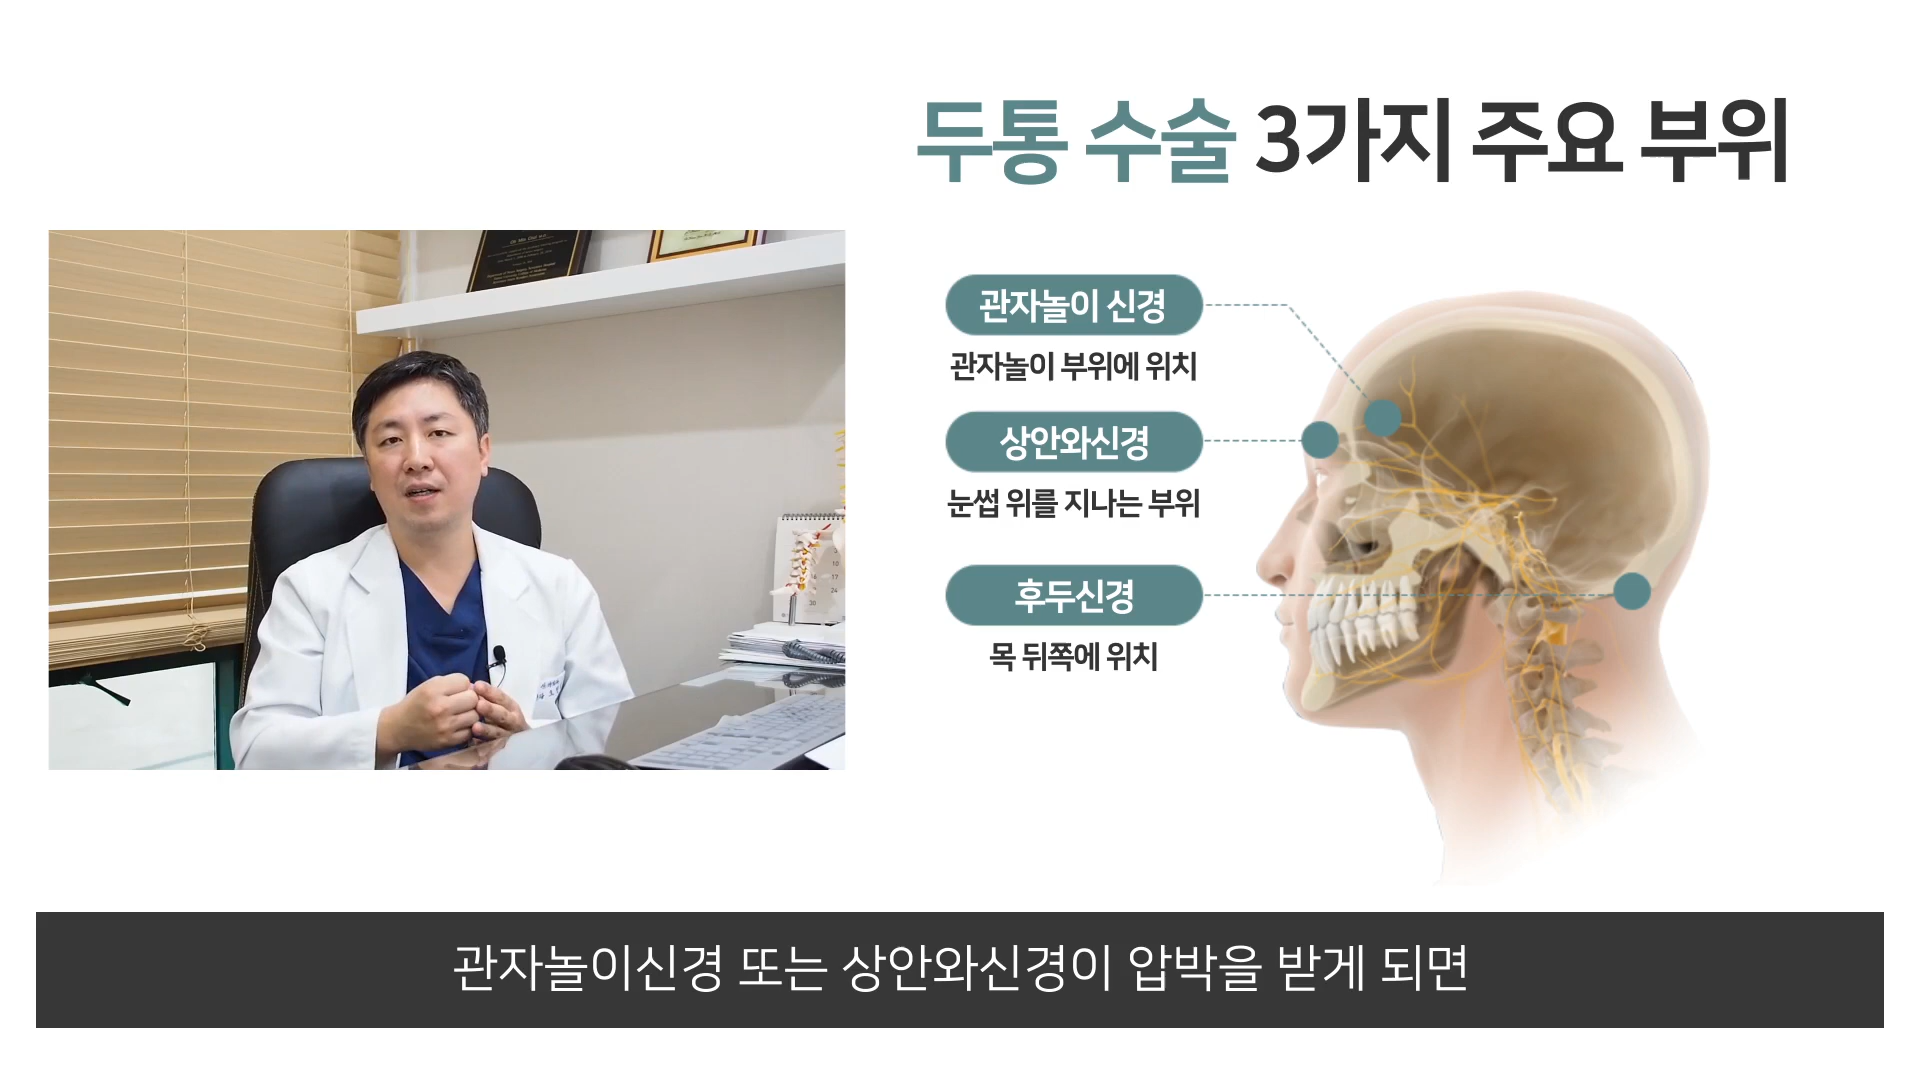 두통 수술 3가지 주요 부위
관자놀이 신경
관자놀이 부위에 위치
상안와신경
눈썹 위를 지나는 부위
후두신경
목 뒤쪽에 위치
관자놀이신경 또는 상안와신경이 압박을 받게 되면